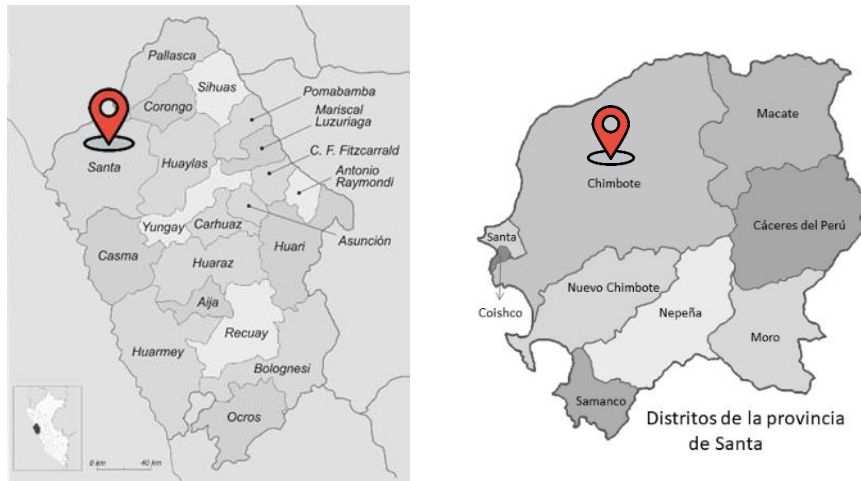 Pallasca
Sihuas
Corongo
Pomabamba
Mariscal
Luzuriaga
Santa
Huaylas
C. F. Fitzcarrald
Antonio
Raymondi
Yungay
Carhuaz
Asunción
Casma
Huari
Huaraz
Aija
Recuay
Huarmey
Bolognesi
Ocros
0 km
40 km
Macate
Chimbote
Santa
Cáceres del Perú
Nuevo Chimbote
Coishco
Nepeña
Moro
Samanco
Distritos de la provincia
de Santa